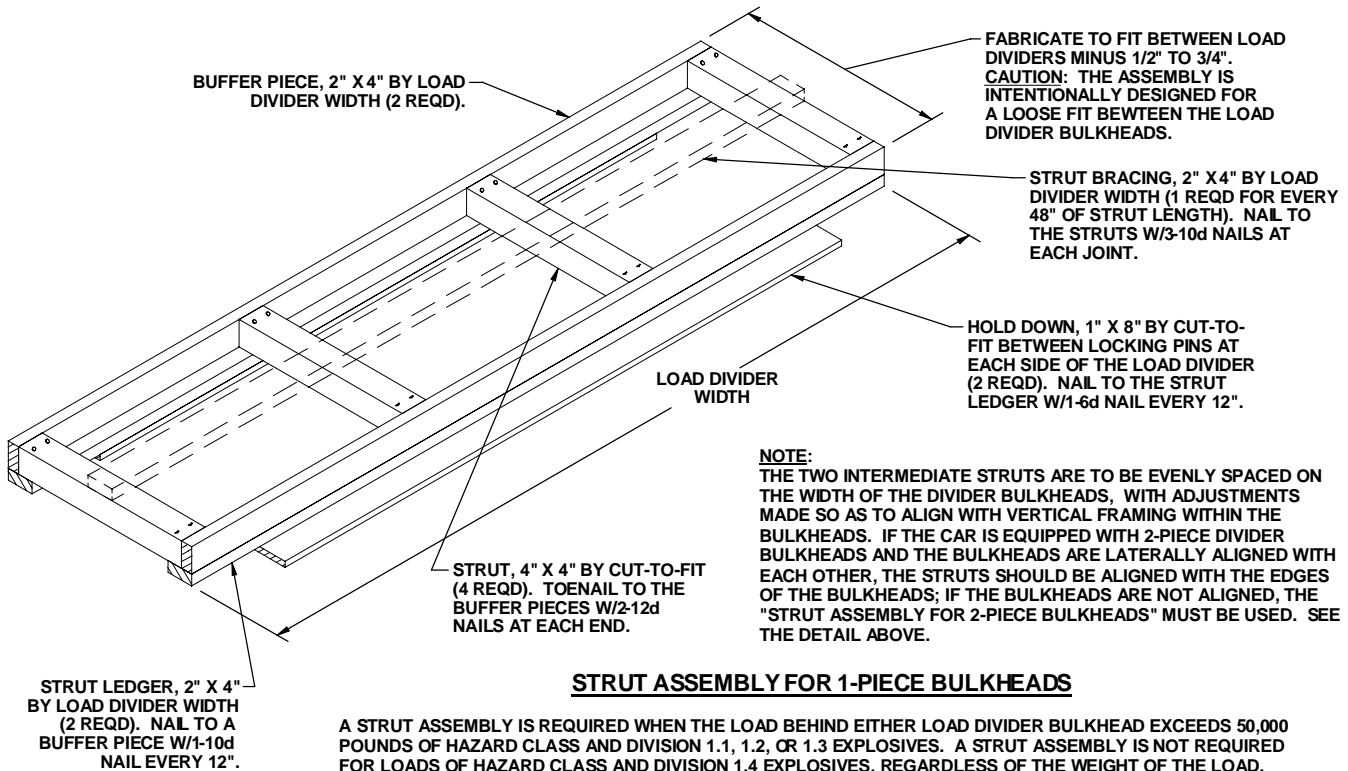 BUFFER PIECE, 2" X 4" BY LOAD
DIVIDER WIDTH (2 REQD).
FABRICATE TO FIT BETWEEN LOAD
DIVIDERS MINUS 1/2" TO 3/4".
CAUTION: THE ASSEMBLY IS
INTENTIONALLY DESIGNED FOR
A LOOSE FIT BEWTEEN THE LOAD
DIVIDER BULKHEADS.
STRUT BRACING, 2" X 4" BY LOAD
DIVIDER WIDTH (1 REQD FOR EVERY
48" OF STRUT LENGTH). NAIL TO
THE STRUTS W/3-10d NAILS AT
EACH JOINT.
HOLD DOWN, 1" X 8" BY CUT-TO-
FIT BETWEEN LOCKING PINS AT
EACH SIDE OF THE LOAD DIVIDER
(2 REQD). NAIL TO THE STRUT
LEDGER W/1-6d NAIL EVERY 12".
LOAD DIVIDER
WIDTH
NOTE:
THE TWO INTERMEDIATE STRUTS ARE TO BE EVENLY SPACED ON
THE WIDTH OF THE DIVIDER BULKHEADS, WITH ADJUSTMENTS
MADE SO AS TO ALIGN WITH VERTICAL FRAMING WITHIN THE
BULKHEADS. IF THE CAR IS EQUIPPED WITH 2-PIECE DIVIDER
BULKHEADS AND THE BULKHEADS ARE LATERALLY ALIGNED WITH
EACH OTHER, THE STRUTS SHOULD BE ALIGNED WITH THE EDGES
OF THE BULKHEADS; IF THE BULKHEADS ARE NOT ALIGNED, THE
"STRUT ASSEMBLY FOR 2-PIECE BULKHEADS" MUST BE USED. SEE
THE DETAIL ABOVE.
STRUT, 4" X 4" BY CUT-TO-FIT
(4 REQD). TOENAIL TO THE
BUFFER PIECES W/2-12d
NAILS AT EACH END.
STRUT LEDGER, 2" X 4"
BY LOAD DIVIDER WIDTH
(2 REQD). NAIL TO A
BUFFER PIECE W/1-10d
NAIL EVERY 12".
STRUT ASSEMBLY FOR 1-PIECE BULKHEADS
A STRUT ASSEMBLY IS REQUIRED WHEN THE LOAD BEHIND EITHER LOAD DIVIDER BULKHEAD EXCEEDS 50,000
POUNDS OF HAZARD CLASS AND DIVISION 1.1, 1.2, OR 1.3 EXPLOSIVES. A STRUT ASSEMBLY IS NOT REQUIRED
FOR LOADS OF HAZARD CLASS AND DIVISION 1.4 EXPLOSIVES, REGARDLESS OF THE WEIGHT OF THE LOAD.